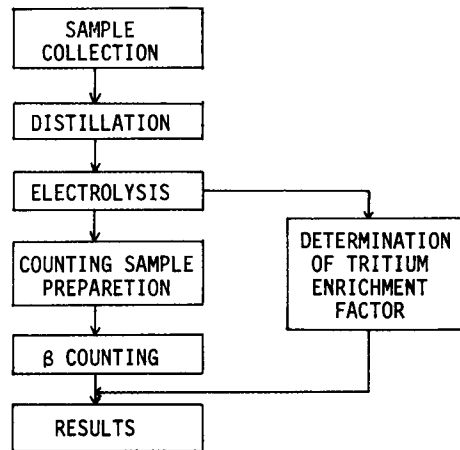 SAMPLE
COLLECTION
DISTILLATION
ELECTROLYSIS
COUNTING SAMPLE
PREPARETION
DETERMINATION
OF TRITIUM
ENRICHMENT
FACTOR
β COUNTING
RESULTS